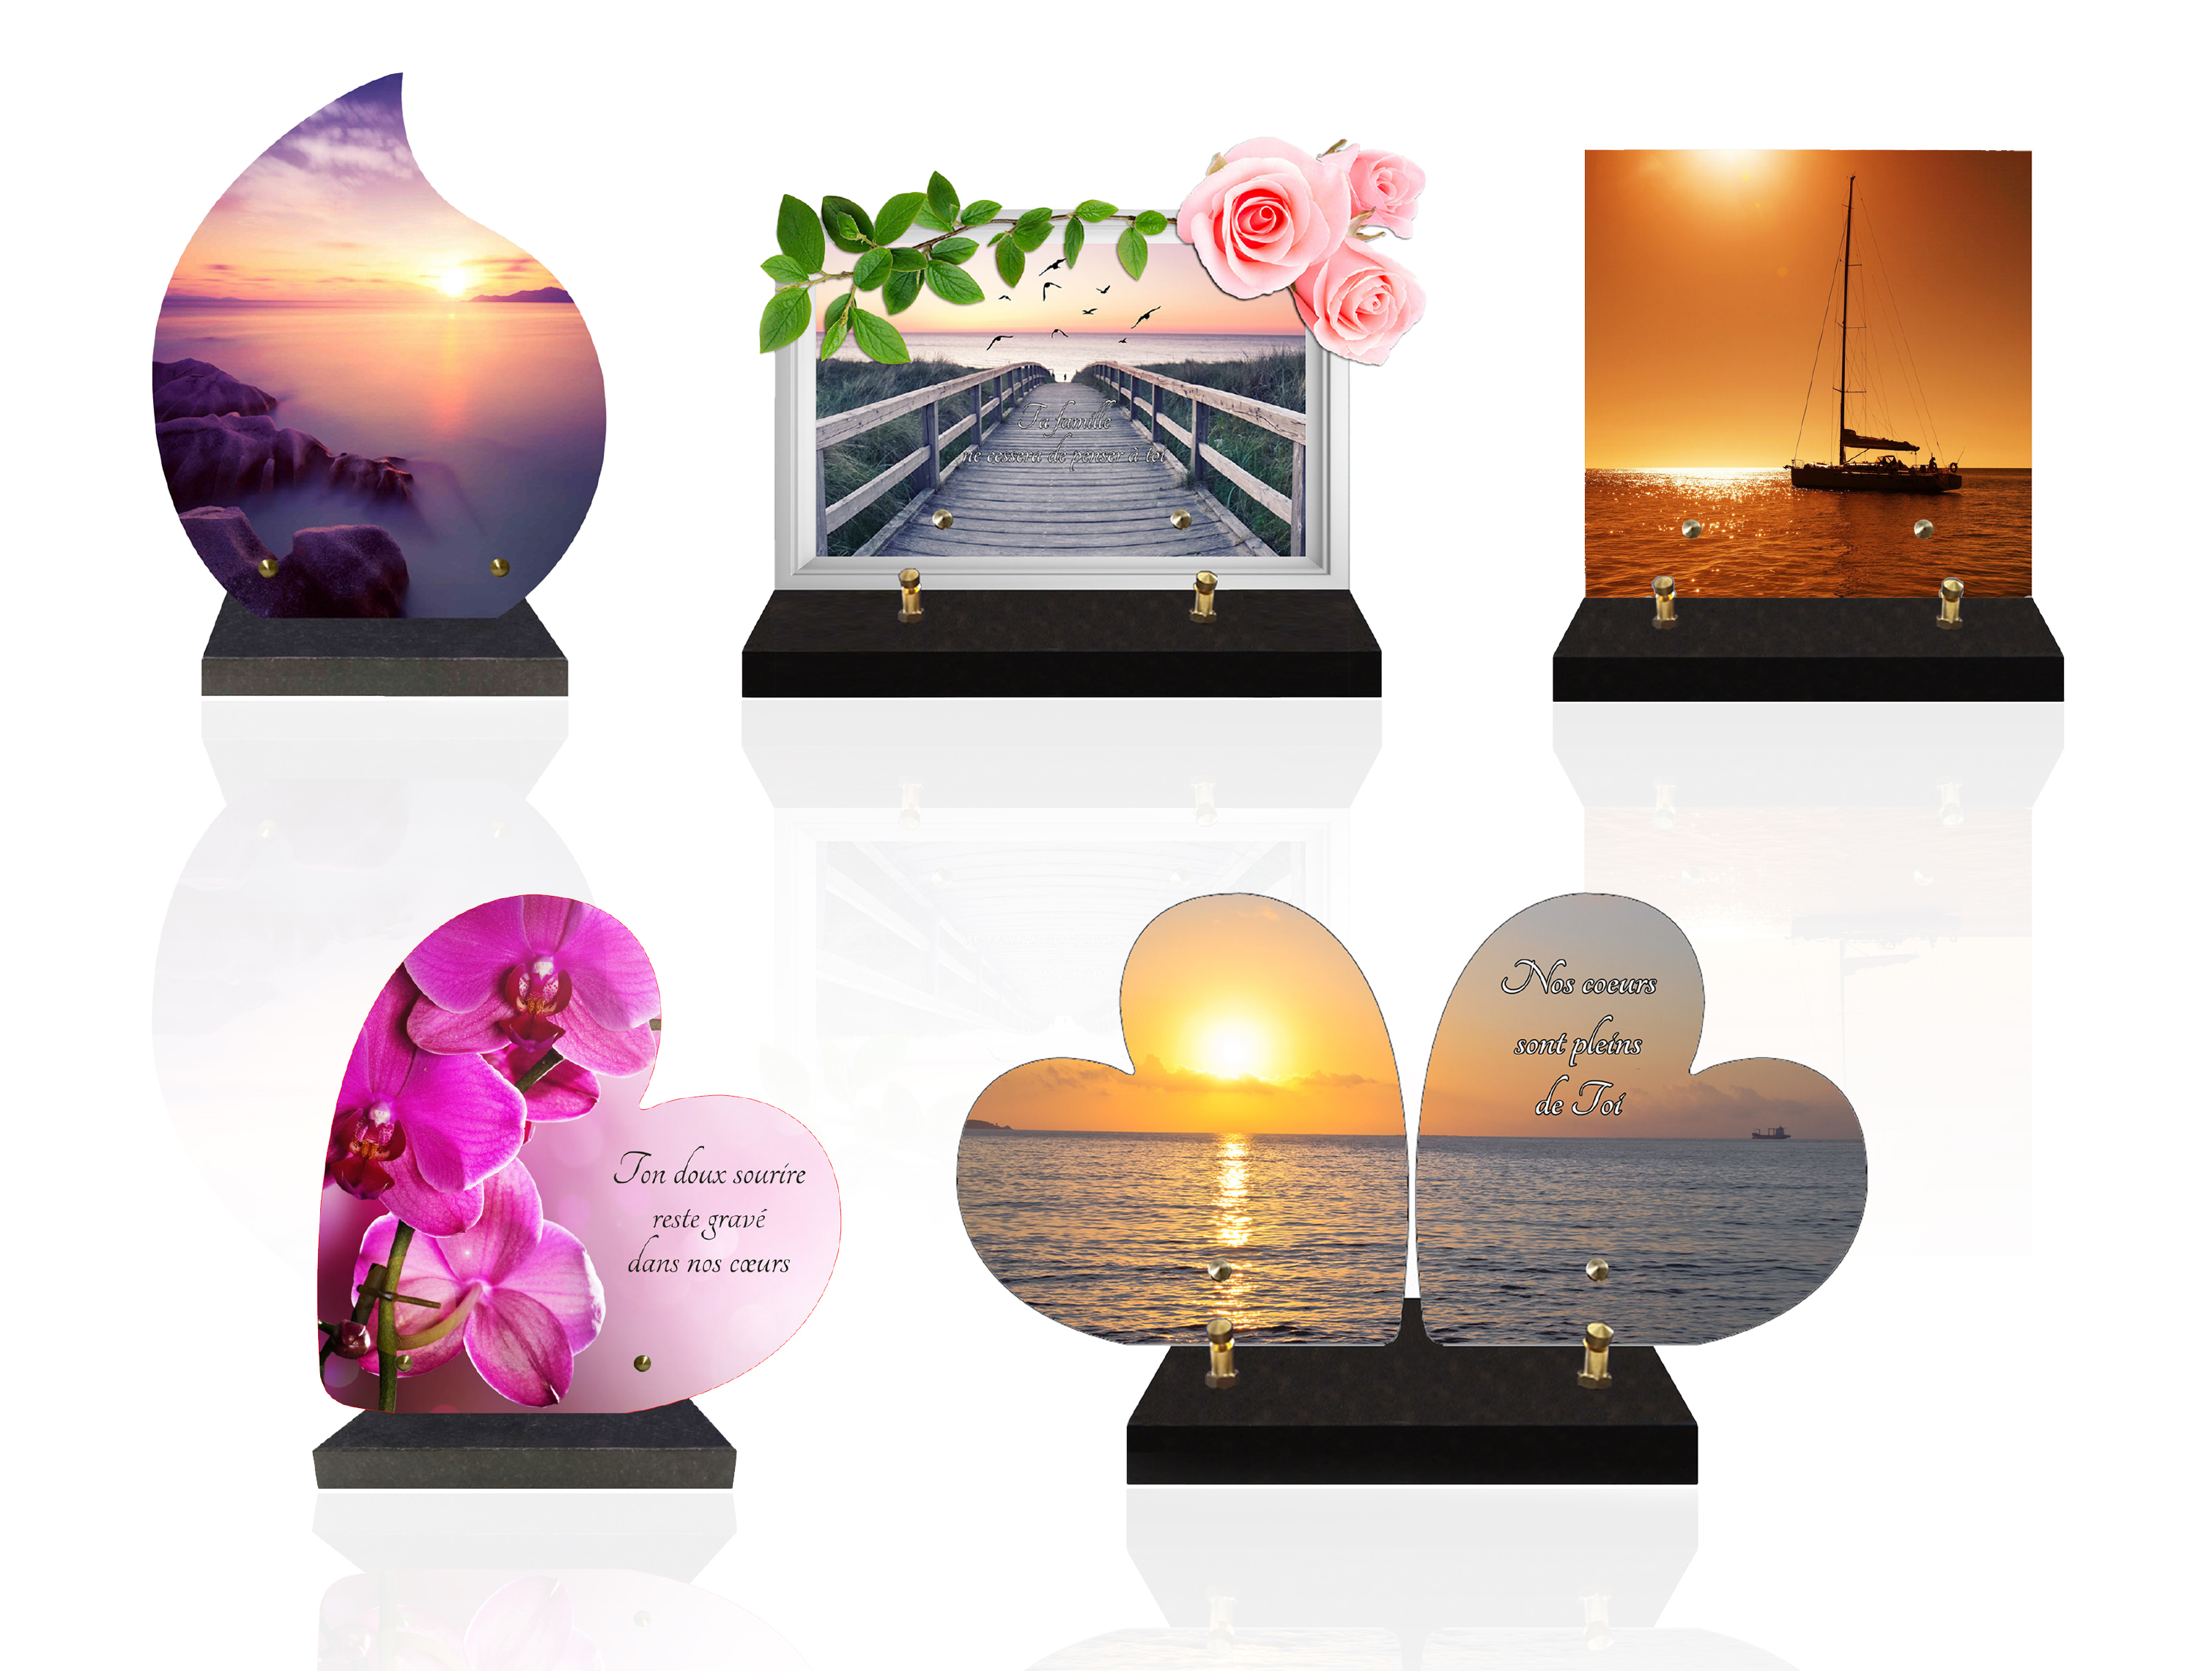 Ta famille
ne cessera de penser à toi
Ton doux sourire
reste gravé
dans nos cœurs
Nos coeurs
sont pleins
de Toi